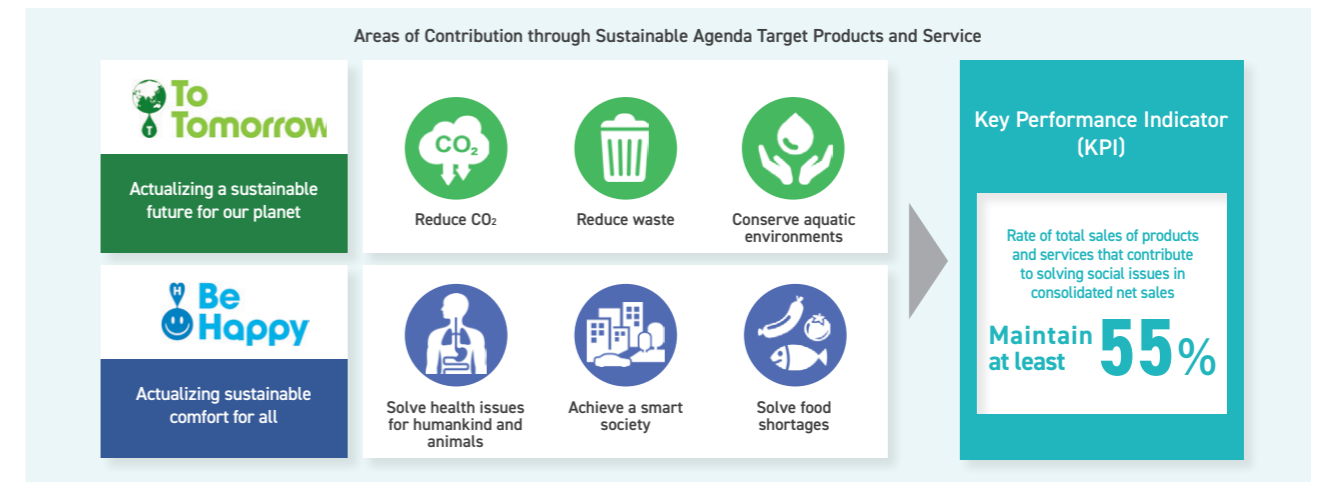 Areas of Contribution through Sustainable Agenda Target Products and Service
To
Tomorrow
T
Actualizing a sustainable
future for our planet
CO₂
Reduce CO₂
Reduce waste
Conserve aquatic
environments
H
Be
Happy
Actualizing sustainable
comfort for all
Solve health issues
for humankind and
animals
Achieve a smart
society
Solve food
shortages
Key Performance Indicator
(KPI)
Rate of total sales of products
and services that contribute
to solving social issues in
consolidated net sales
Maintain
at least
55%